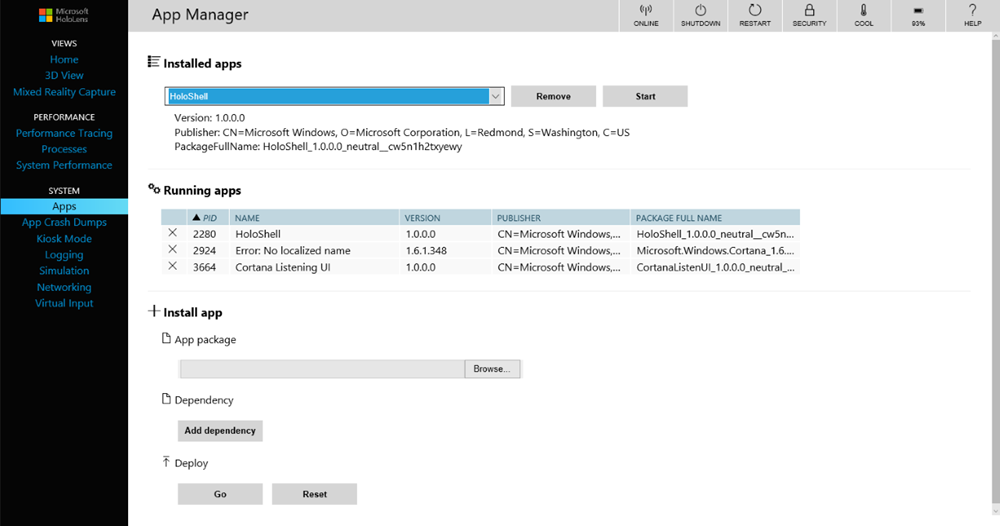 Microsoft
HoloLens
App Manager
ONLINE
SHUTDOWN
RESTART
SECURITY
COOL
93%
HELP
VIEWS
Home
3D View
Mixed Reality Capture
PERFORMANCE
Performance Tracing
Processes
System Performance
SYSTEM
Apps
App Crash Dumps
Kiosk Mode
Logging
Simulation
Networking
Virtual Input
Installed apps
HoloShell
Remove
Start
Version: 1.0.0.0
Publisher: CN=Microsoft Windows, O=Microsoft Corporation, L=Redmond, S=Washington, C=US
PackageFullName: HoloShell_1.0.0.0_neutral__cw5n1h2txyewy
Running apps
PID NAME VERSION PUBLISHER PACKAGE FULL NAME
2280 HoloShell 1.0.0.0 CN=Microsoft Windows,... HoloShell_1.0.0.0_neutral__cw5n...
2924 Error: No localized name 1.6.1.348 CN=Microsoft Windows,... Microsoft.Windows.Cortana_1.6....
3664 Cortana Listening UI 1.0.0.0 CN=Microsoft Windows,... CortanaListenUI_1.0.0.0_neutral_...
Install app
App package
Browse...
Dependency
Add dependency
Deploy
Go
Reset